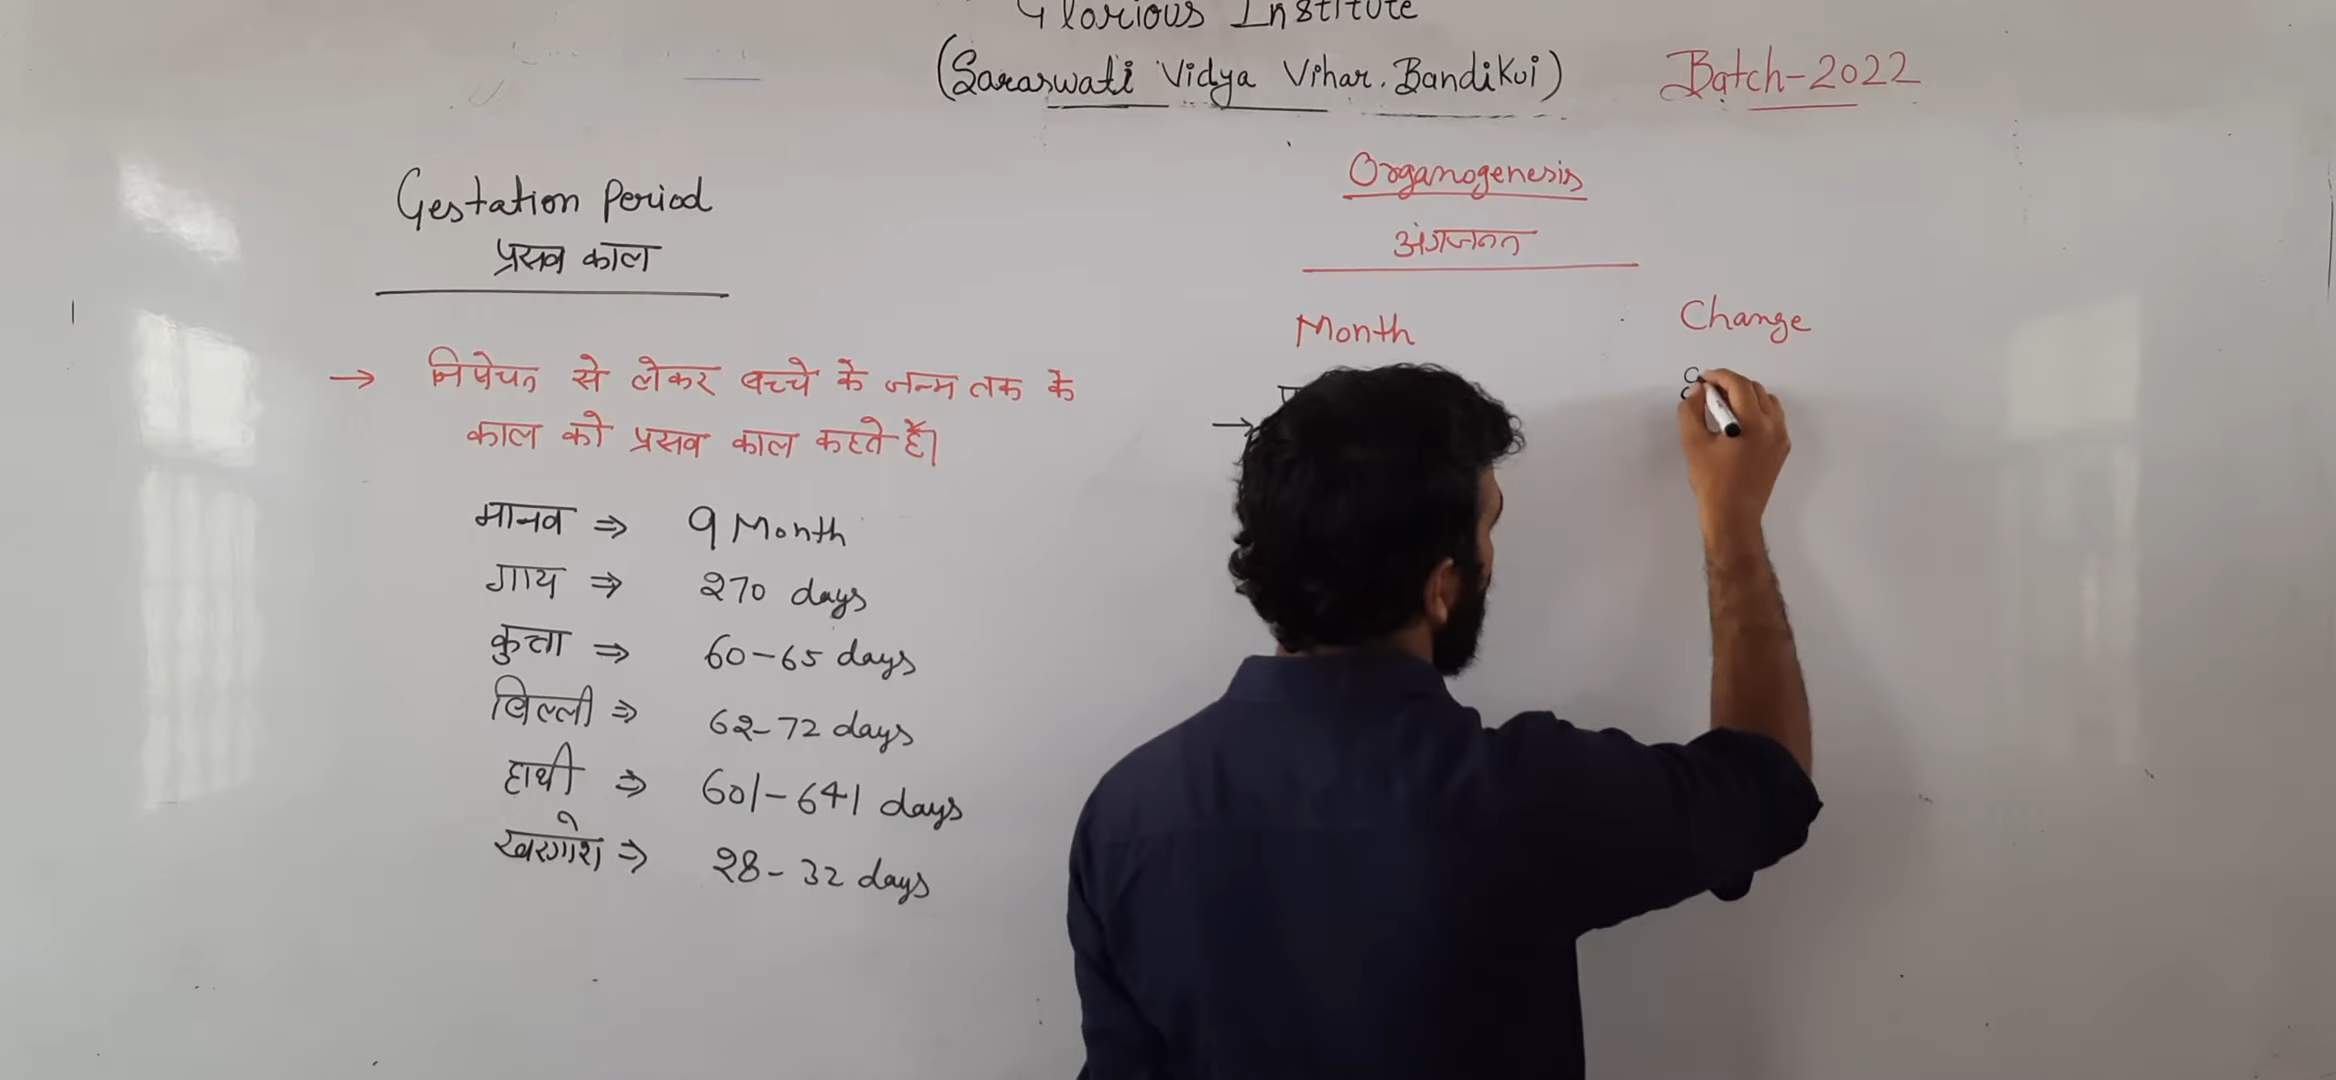 Glorious Institute
(Saraswati Vidya Vihar. Bandikui)
Batch-2022
Gestation Period
प्रसव काल
→ निषेचन से लेकर बच्चे के जन्म तक के
काल को प्रसव काल कहते हैं।
मानव ⇒ 9 Month
गाय ⇒ 270 days
कुत्ता ⇒ 60-65 days
बिल्ली ⇒ 62-72 days
हाथी ⇒ 601-641 days
खरगोश ⇒ 28-32 days
Organogenesis
अंगजनन
Month Change
→